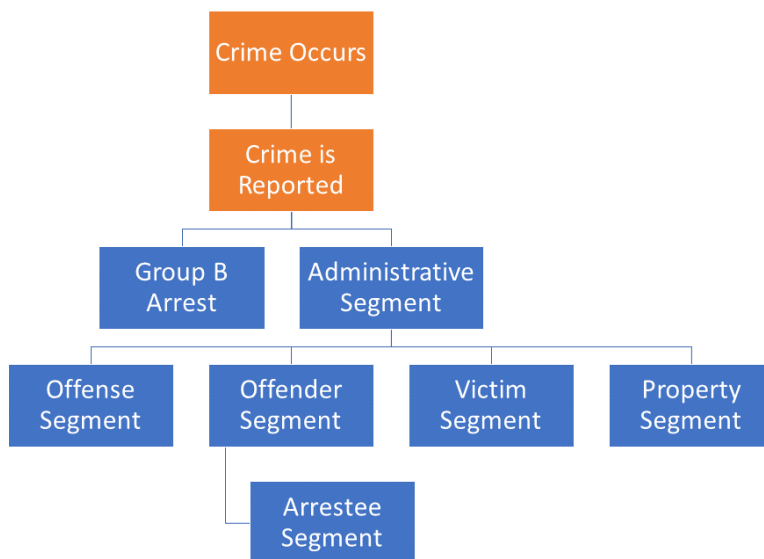 Crime Occurs
Crime is
Reported
Group B
Arrest
Administrative
Segment
Offense
Segment
Offender
Segment
Victim
Segment
Property
Segment
Arrestee
Segment